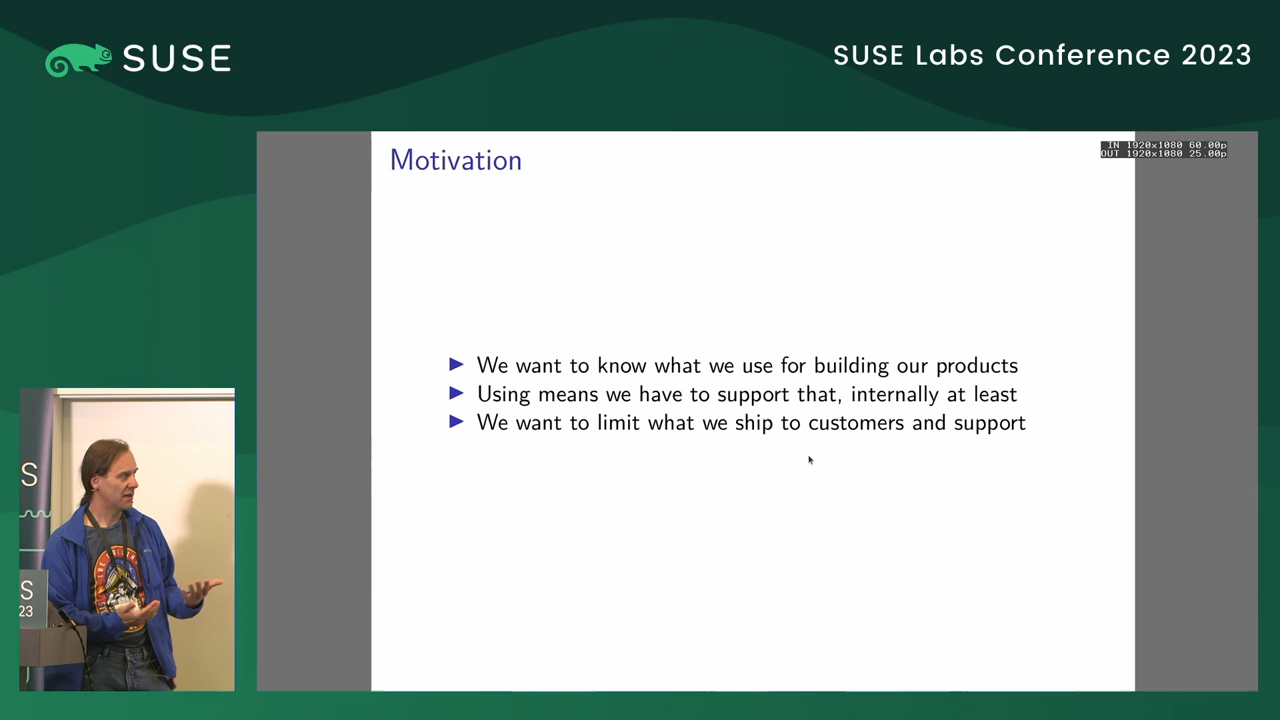 SUSE
SUSE Labs Conference 2023
Motivation
IN 1920x1080 60.00p
OUT 1920x1080 25.00p
We want to know what we use for building our products
Using means we have to support that, internally at least
We want to limit what we ship to customers and support
S
S
23